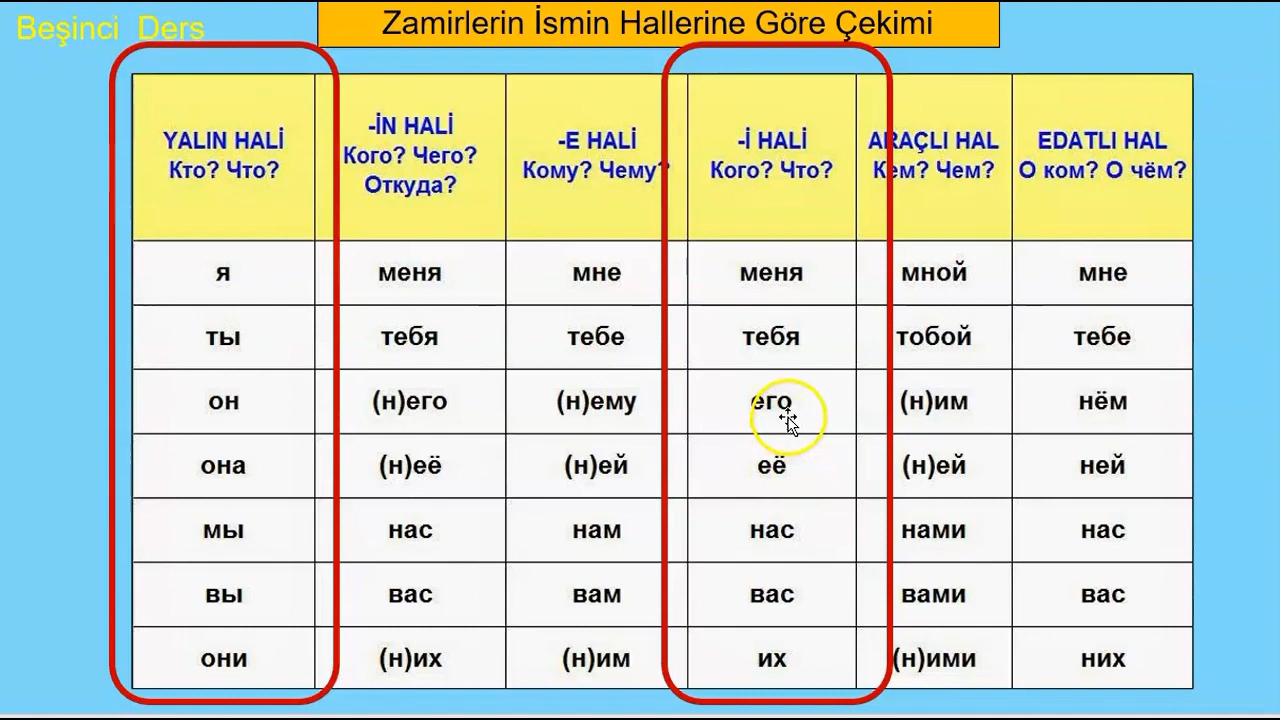 Beşinci Ders
Zamirlerin İsmin Hallerine Göre Çekimi
YALIN HALİ
Кто? Что?
-İN HALİ
Кого? Чего?
Откуда?
-E HALİ
Кому? Чему?
-İ HALİ
Кого? Что?
ARAÇLI HAL
Кем? Чем?
EDATLI HAL
О ком? О чём?
я меня мне меня мной мне
ты тебя тебе тебя тобой тебе
он (н)его (н)ему его (н)им нём
она (н)её (н)ей её (н)ей ней
мы нас нам нас нами нас
вы вас вам вас вами вас
они (н)их (н)им их (н)ими них